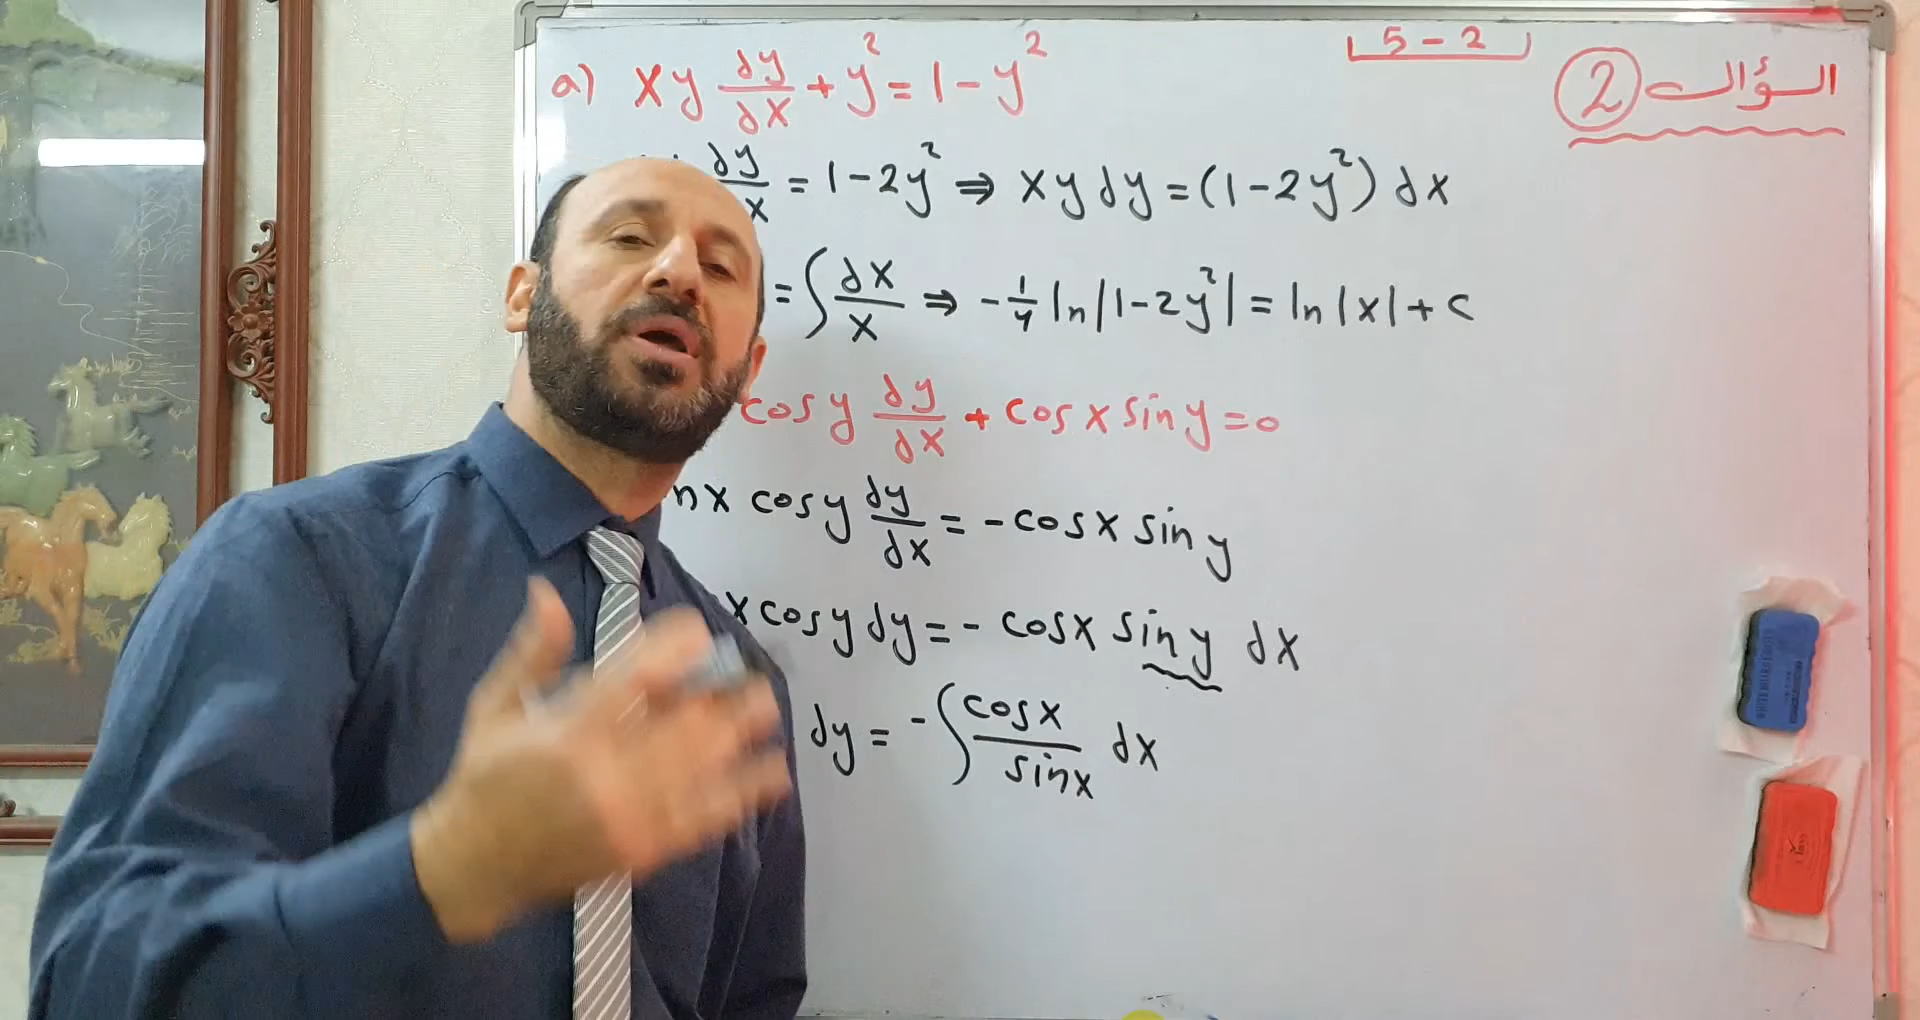 5 - 2
السؤال 2
a) xy dy/dx + y² = 1 - y²
dy/dx = 1 - 2y² ⇒ xy dy = (1 - 2y²) dx
= ∫ dx/x ⇒ -1/4 ln|1 - 2y²| = ln|x| + c
cos y dy/dx + cos x sin y = 0
n x cos y dy/dx = - cos x sin y
x cos y dy = - cos x sin y dx
dy = - ∫ cos x/sin x dx